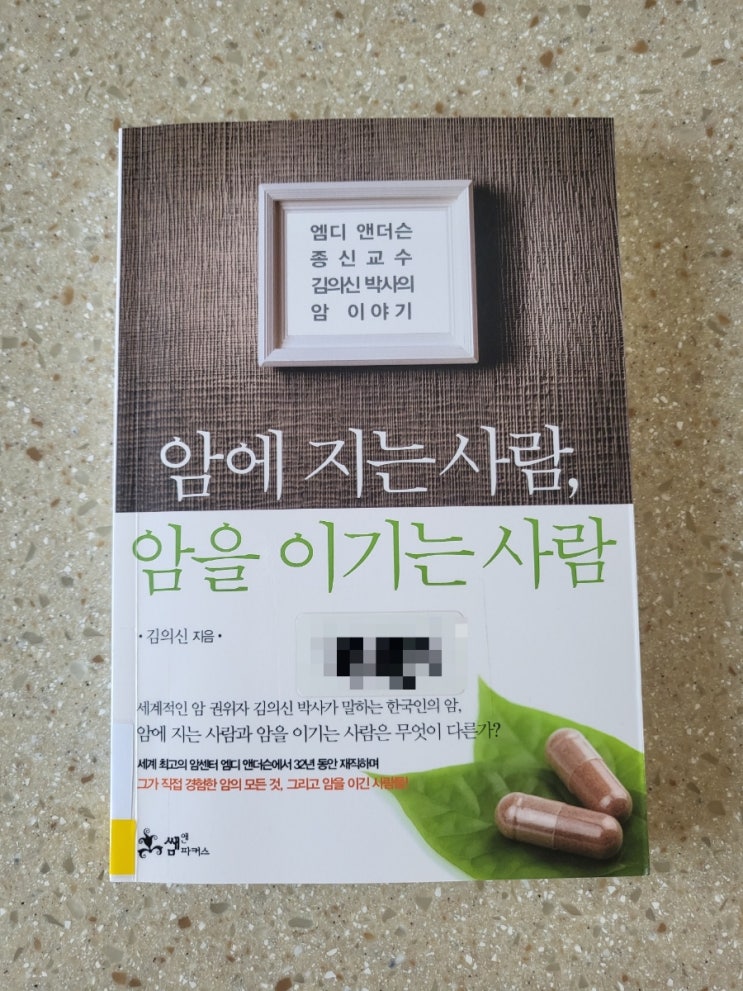 엠디 앤더슨
종신교수
김의신 박사의
암 이야기
암에 지는 사람,
암을 이기는 사람
• 김의신 지음 •
세계적인 암 권위자 김의신 박사가 말하는 한국인의 암,
암에 지는 사람과 암을 이기는 사람은 무엇이 다른가?
세계 최고의 암센터 엠디 앤더슨에서 32년 동안 재직하며
그가 직접 경험한 암의 모든 것, 그리고 암을 이긴 사람들!
쌤앤파커스